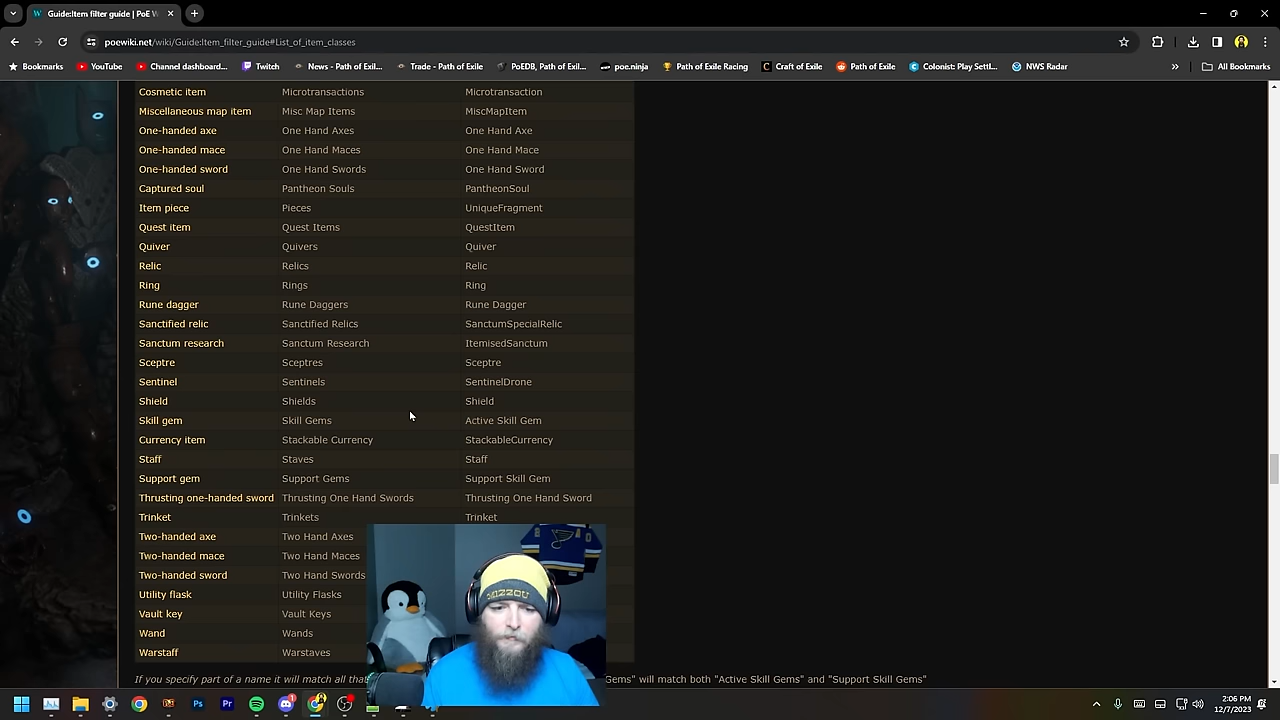 Guide:Item filter guide | PoE W
poewiki.net/wiki/Guide:Item_filter_guide#List_of_item_classes
Bookmarks YouTube Channel dashboard... Twitch News - Path of Exil... Trade - Path of Exile PoEDB, Path of Exil... poe.ninja Path of Exile Racing Craft of Exile Path of Exile Colonist: Play Settl... NWS Radar » All Bookmarks
Cosmetic item Microtransactions Microtransaction
Miscellaneous map item Misc Map Items MiscMapItem
One-handed axe One Hand Axes One Hand Axe
One-handed mace One Hand Maces One Hand Mace
One-handed sword One Hand Swords One Hand Sword
Captured soul Pantheon Souls PantheonSoul
Item piece Pieces UniqueFragment
Quest item Quest Items QuestItem
Quiver Quivers Quiver
Relic Relics Relic
Ring Rings Ring
Rune dagger Rune Daggers Rune Dagger
Sanctified relic Sanctified Relics SanctumSpecialRelic
Sanctum research Sanctum Research ItemisedSanctum
Sceptre Sceptres Sceptre
Sentinel Sentinels SentinelDrone
Shield Shields Shield
Skill gem Skill Gems Active Skill Gem
Currency item Stackable Currency StackableCurrency
Staff Staves Staff
Support gem Support Gems Support Skill Gem
Thrusting one-handed sword Thrusting One Hand Swords Thrusting One Hand Sword
Trinket Trinkets Trinket
Two-handed axe Two Hand Axes
Two-handed mace Two Hand Maces
Two-handed sword Two Hand Swords
Utility flask Utility Flasks
Vault key Vault Keys
Wand Wands
Warstaff Warstaves
MIZZOU
If you specify part of a name it will match all that Gems" will match both "Active Skill Gems" and "Support Skill Gems"
2:06 PM
12/7/2023